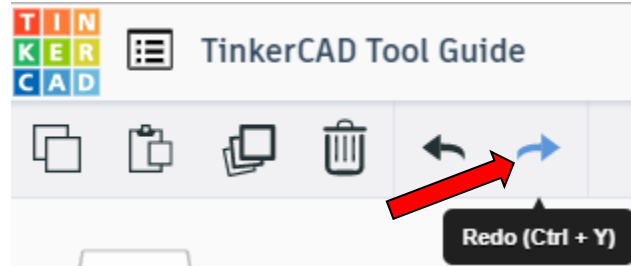 TIN
KER
CAD
TinkerCAD Tool Guide
Redo (Ctrl + Y)